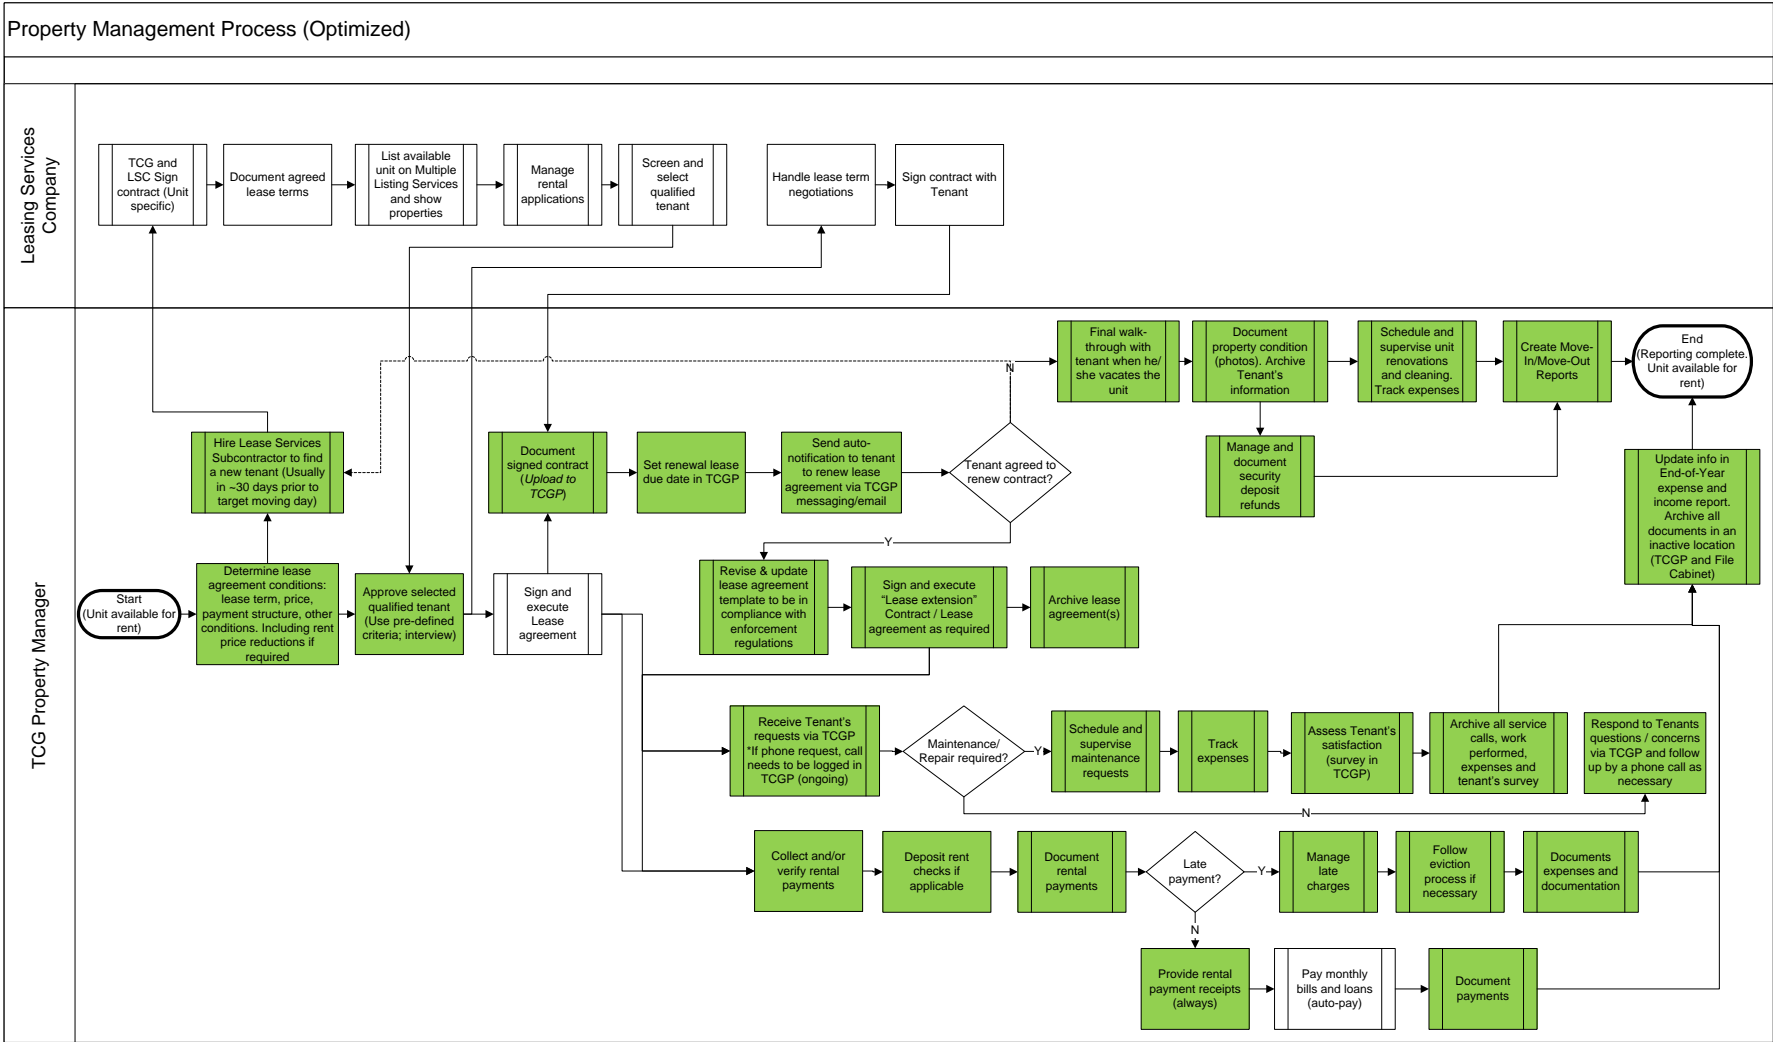 Property Management Process (Optimized)
Leasing Services
Company
TCG and
LSC Sign
contract (Unit
specific)
Document agreed
lease terms
List available
unit on Multiple
Listing Services
and show
properties
Manage
rental
applications
Screen and
select
qualified
tenant
Handle lease term
negotiations
Sign contract with
Tenant
TCG Property Manager
Final walk-
through with
tenant when he/
she vacates the
unit
Document
property condition
(photos). Archive
Tenant's
information
Schedule and
supervise unit
renovations
and cleaning.
Track expenses
Create Move-
In/Move-Out
Reports
End
(Reporting complete.
Unit available for
rent)
N
Hire Lease Services
Subcontractor to find
a new tenant (Usually
in ~30 days prior to
target moving day)
Document
signed contract
(Upload to
TCGP)
Set renewal lease
due date in TCGP
Send auto-
notification to tenant
to renew lease
agreement via TCGP
messaging/email
Tenant agreed to
renew contract?
Manage and
document
security
deposit
refunds
Update info in
End-of-Year
expense and
income report.
Archive all
documents in an
inactive location
(TCGP and File
Cabinet)
Y
Start
(Unit available for
rent)
Determine lease
agreement conditions:
lease term, price,
payment structure, other
conditions. Including rent
price reductions if
required
Approve selected
qualified tenant
(Use pre-defined
criteria; interview)
Sign and
execute
Lease
agreement
Revise & update
lease agreement
template to be in
compliance with
enforcement
regulations
Sign and execute
“Lease extension”
Contract / Lease
agreement as required
Archive lease
agreement(s)
Receive Tenant's
requests via TCGP
*If phone request, call
needs to be logged in
TCGP (ongoing)
Maintenance/
Repair required?
Y
Schedule and
supervise
maintenance
requests
Track
expenses
Assess Tenant's
satisfaction
(survey in
TCGP)
Archive all service
calls, work
performed,
expenses and
tenant's survey
Respond to Tenants
questions / concerns
via TCGP and follow
up by a phone call as
necessary
N
Collect and/or
verify rental
payments
Deposit rent
checks if
applicable
Document
rental
payments
Late
payment?
Y
Manage
late
charges
Follow
eviction
process if
necessary
Documents
expenses and
documentation
N
Provide rental
payment receipts
(always)
Pay monthly
bills and loans
(auto-pay)
Document
payments